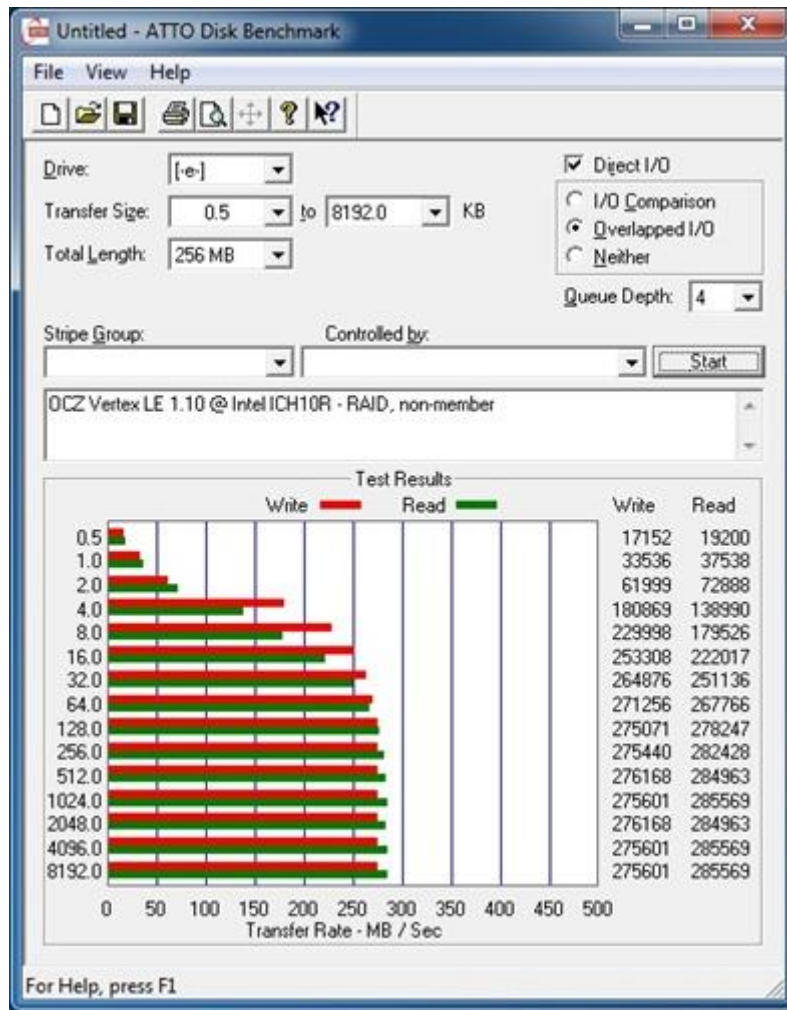 Untitled - ATTO Disk Benchmark
File View Help
Drive: [-e-]
Direct I/O
Transfer Size: 0.5 to 8192.0 KB
I/O Comparison
Overlapped I/O
Total Length: 256 MB
Neither
Queue Depth: 4
Stripe Group: Controlled by:
Start
OCZ Vertex LE 1.10 @ Intel ICH10R - RAID, non-member
Test Results
Write Read Write Read
0.5 17152 19200
1.0 33536 37538
2.0 61999 72888
4.0 180869 138990
8.0 229998 179526
16.0 253308 222017
32.0 264876 251136
64.0 271256 267766
128.0 275071 278247
256.0 275440 282428
512.0 276168 284963
1024.0 275601 285569
2048.0 276168 284963
4096.0 275601 285569
8192.0 275601 285569
0 50 100 150 200 250 300 350 400 450 500
Transfer Rate - MB / Sec
For Help, press F1